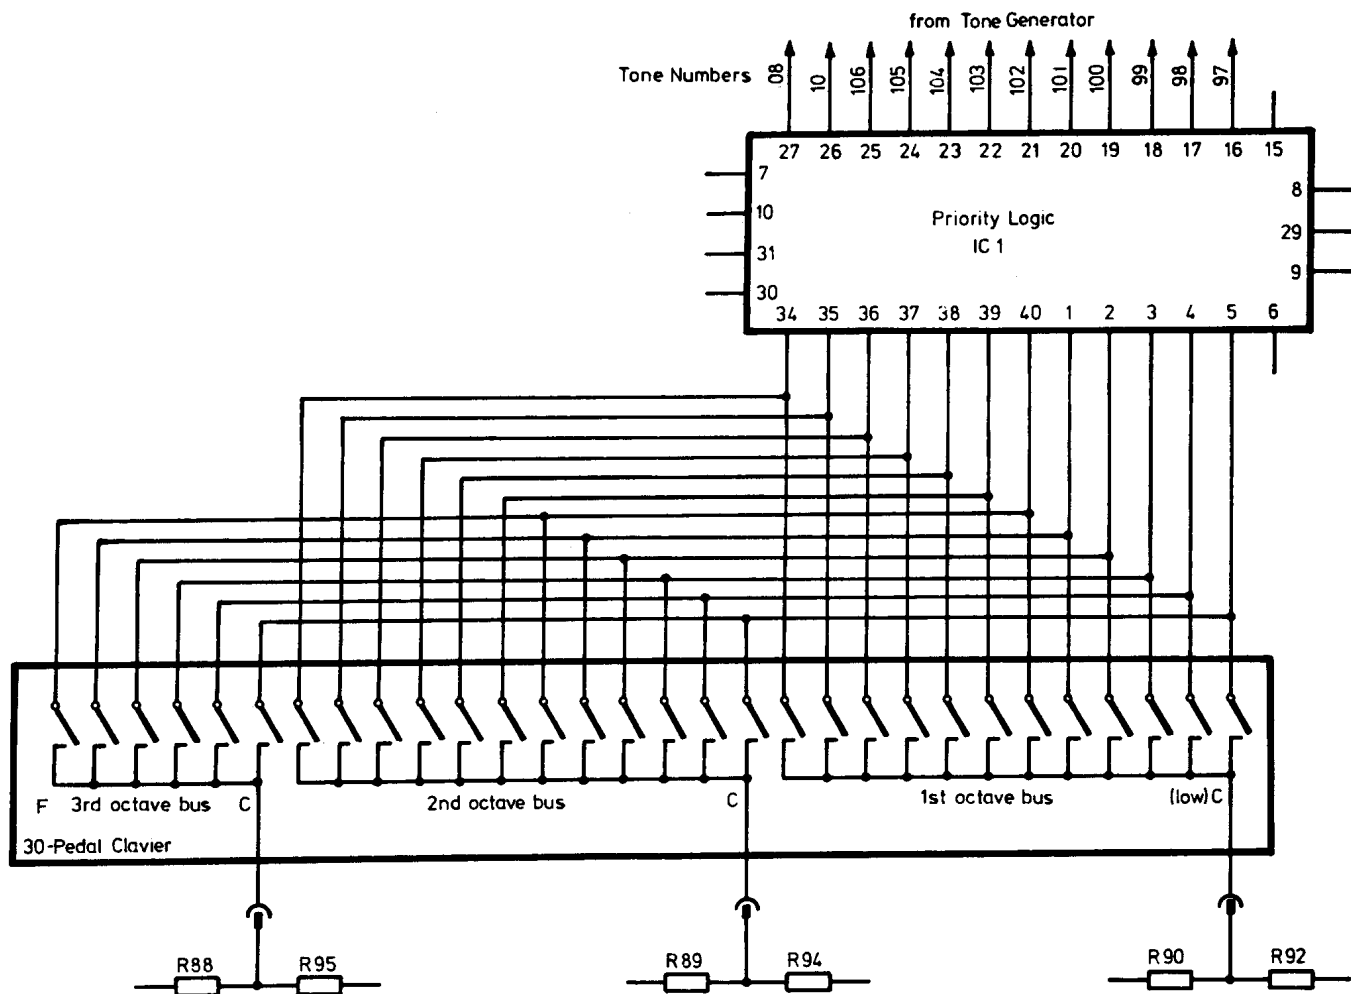 from Tone Generator
Tone Numbers 08 10 106 105 104 103 102 101 100 99 98 97
27 26 25 24 23 22 21 20 19 18 17 16 15
7
8
10
Priority Logic
29
IC 1
31
9
30
34 35 36 37 38 39 40 1 2 3 4 5 6
F 3rd octave bus C 2nd octave bus C 1st octave bus (low) C
30-Pedal Clavier
R88 R95 R89 R94 R90 R92